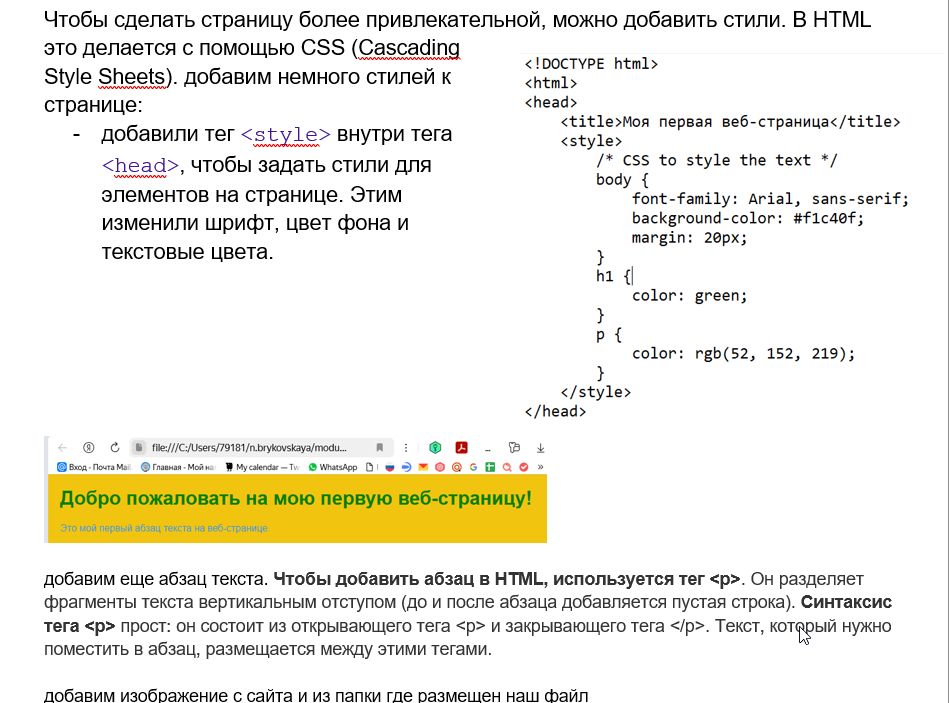 Чтобы сделать страницу более привлекательной, можно добавить стили. В HTML
это делается с помощью CSS (Cascading
Style Sheets). добавим немного стилей к
странице:
- добавили тег <style> внутри тега
<head>, чтобы задать стили для
элементов на странице. Этим
изменили шрифт, цвет фона и
текстовые цвета.
<!DOCTYPE html>
<html>
<head>
<title>Моя первая веб-страница</title>
<style>
/* CSS to style the text */
body {
font-family: Arial, sans-serif;
background-color: #f1c40f;
margin: 20px;
}
h1 {
color: green;
}
p {
color: rgb(52, 152, 219);
}
</style>
</head>
file:///C:/Users/79181/n.brykovskaya/modu...
Вход - Почта Mail. Главная - Мой на My calendar — Tw WhatsApp »
Добро пожаловать на мою первую веб-страницу!
Это мой первый абзац текста на веб-странице.
добавим еще абзац текста. Чтобы добавить абзац в HTML, используется тег <p>. Он разделяет
фрагменты текста вертикальным отступом (до и после абзаца добавляется пустая строка). Синтаксис
тега <p> прост: он состоит из открывающего тега <p> и закрывающего тега </p>. Текст, который нужно
поместить в абзац, размещается между этими тегами.
добавим изображение с сайта и из папки где размещен наш файл